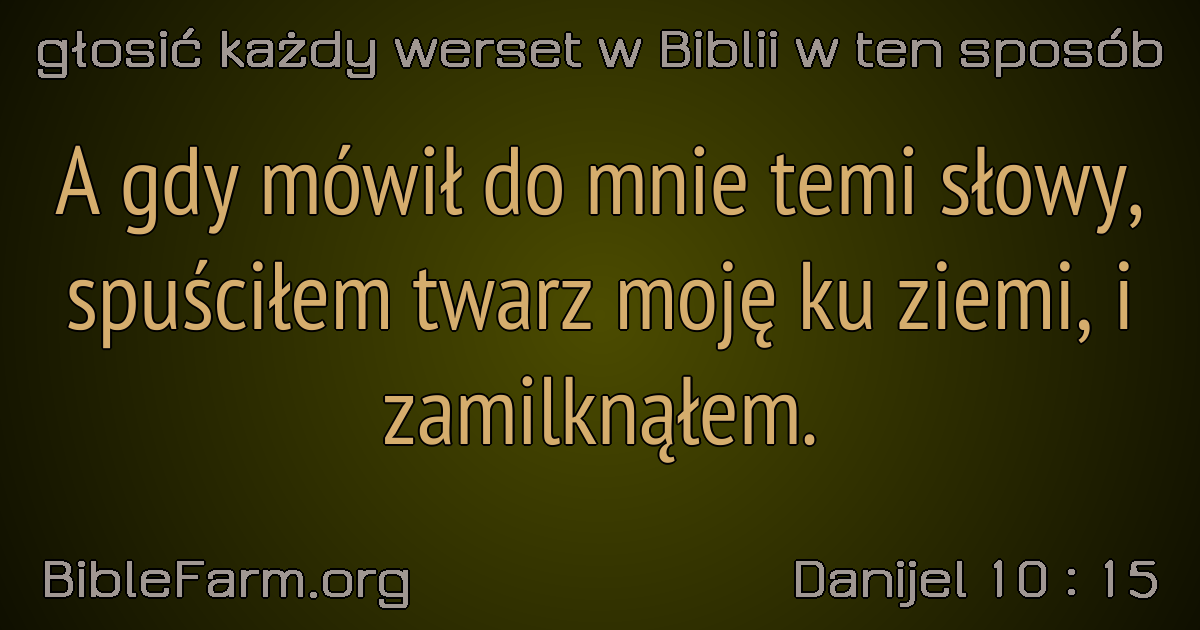 głosić każdy werset w Biblii w ten sposób
A gdy mówił do mnie temi słowy,
spuściłem twarz moję ku ziemi, i
zamilknąłem.
BibleFarm.org
Danijel 10 : 15